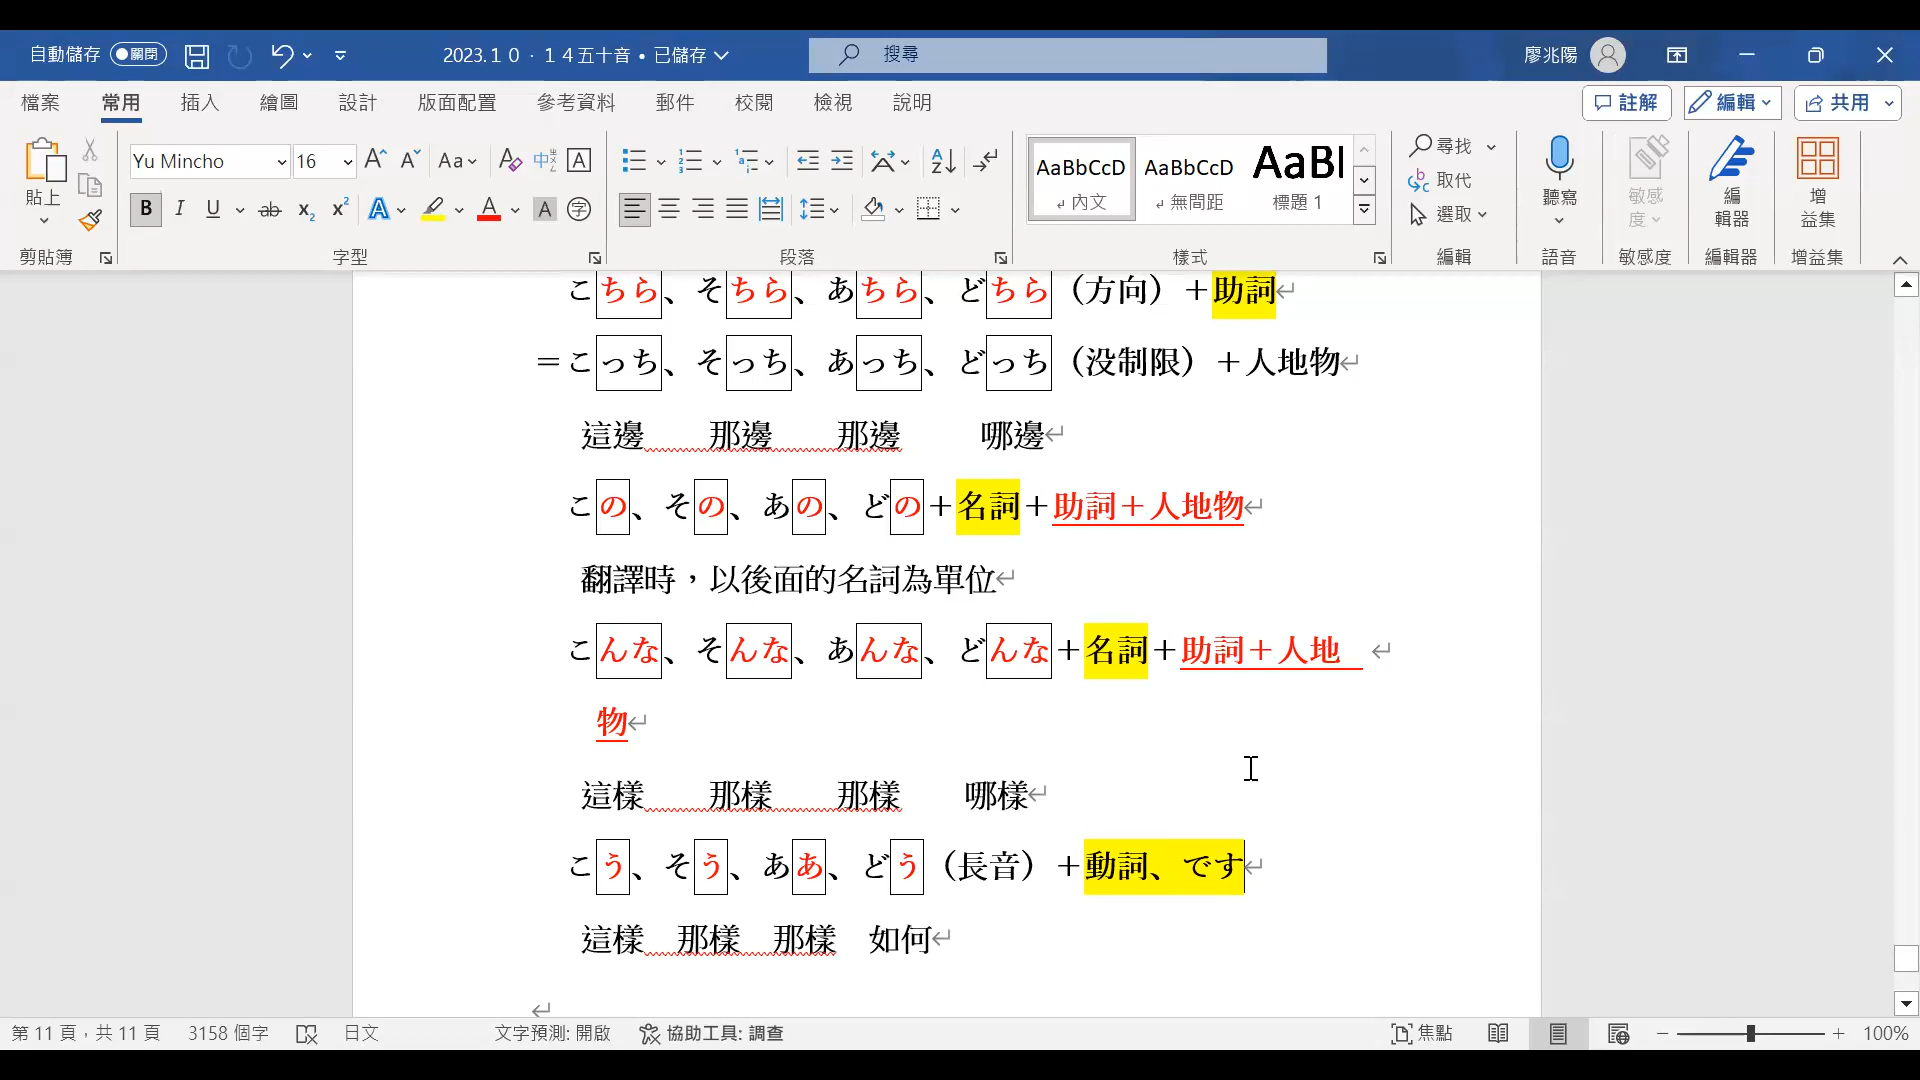 自動儲存 關閉 2023.１０．１４五十音 • 已儲存 搜尋 廖兆陽
檔案 常用 插入 繪圖 設計 版面配置 參考資料 郵件 校閱 檢視 說明 註解 編輯 共用
貼上 Yu Mincho 16 Aa A AaBbCcD AaBbCcD AaBl 尋找 取代 選取 聽寫 敏感度 編輯器 增益集
B I U ab x2 x2 A A A 字 內文 無間距 標題 1
剪貼簿 字型 段落 樣式 編輯 語音 敏感度 編輯器 增益集
こちら、そちら、あちら、どちら（方向）＋助詞
＝こっち、そっち、あっち、どっち（没制限）＋人地物
這邊 那邊 那邊 哪邊
この、その、あの、どの＋名詞＋助詞＋人地物
翻譯時，以後面的名詞為單位
こんな、そんな、あんな、どんな＋名詞＋助詞＋人地
物
這樣 那樣 那樣 哪樣
こう、そう、ああ、どう（長音）＋動詞、です
這樣 那樣 那樣 如何
第 11 頁，共 11 頁 3158 個字 日文 文字預測: 開啟 協助工具: 調查 焦點 100%